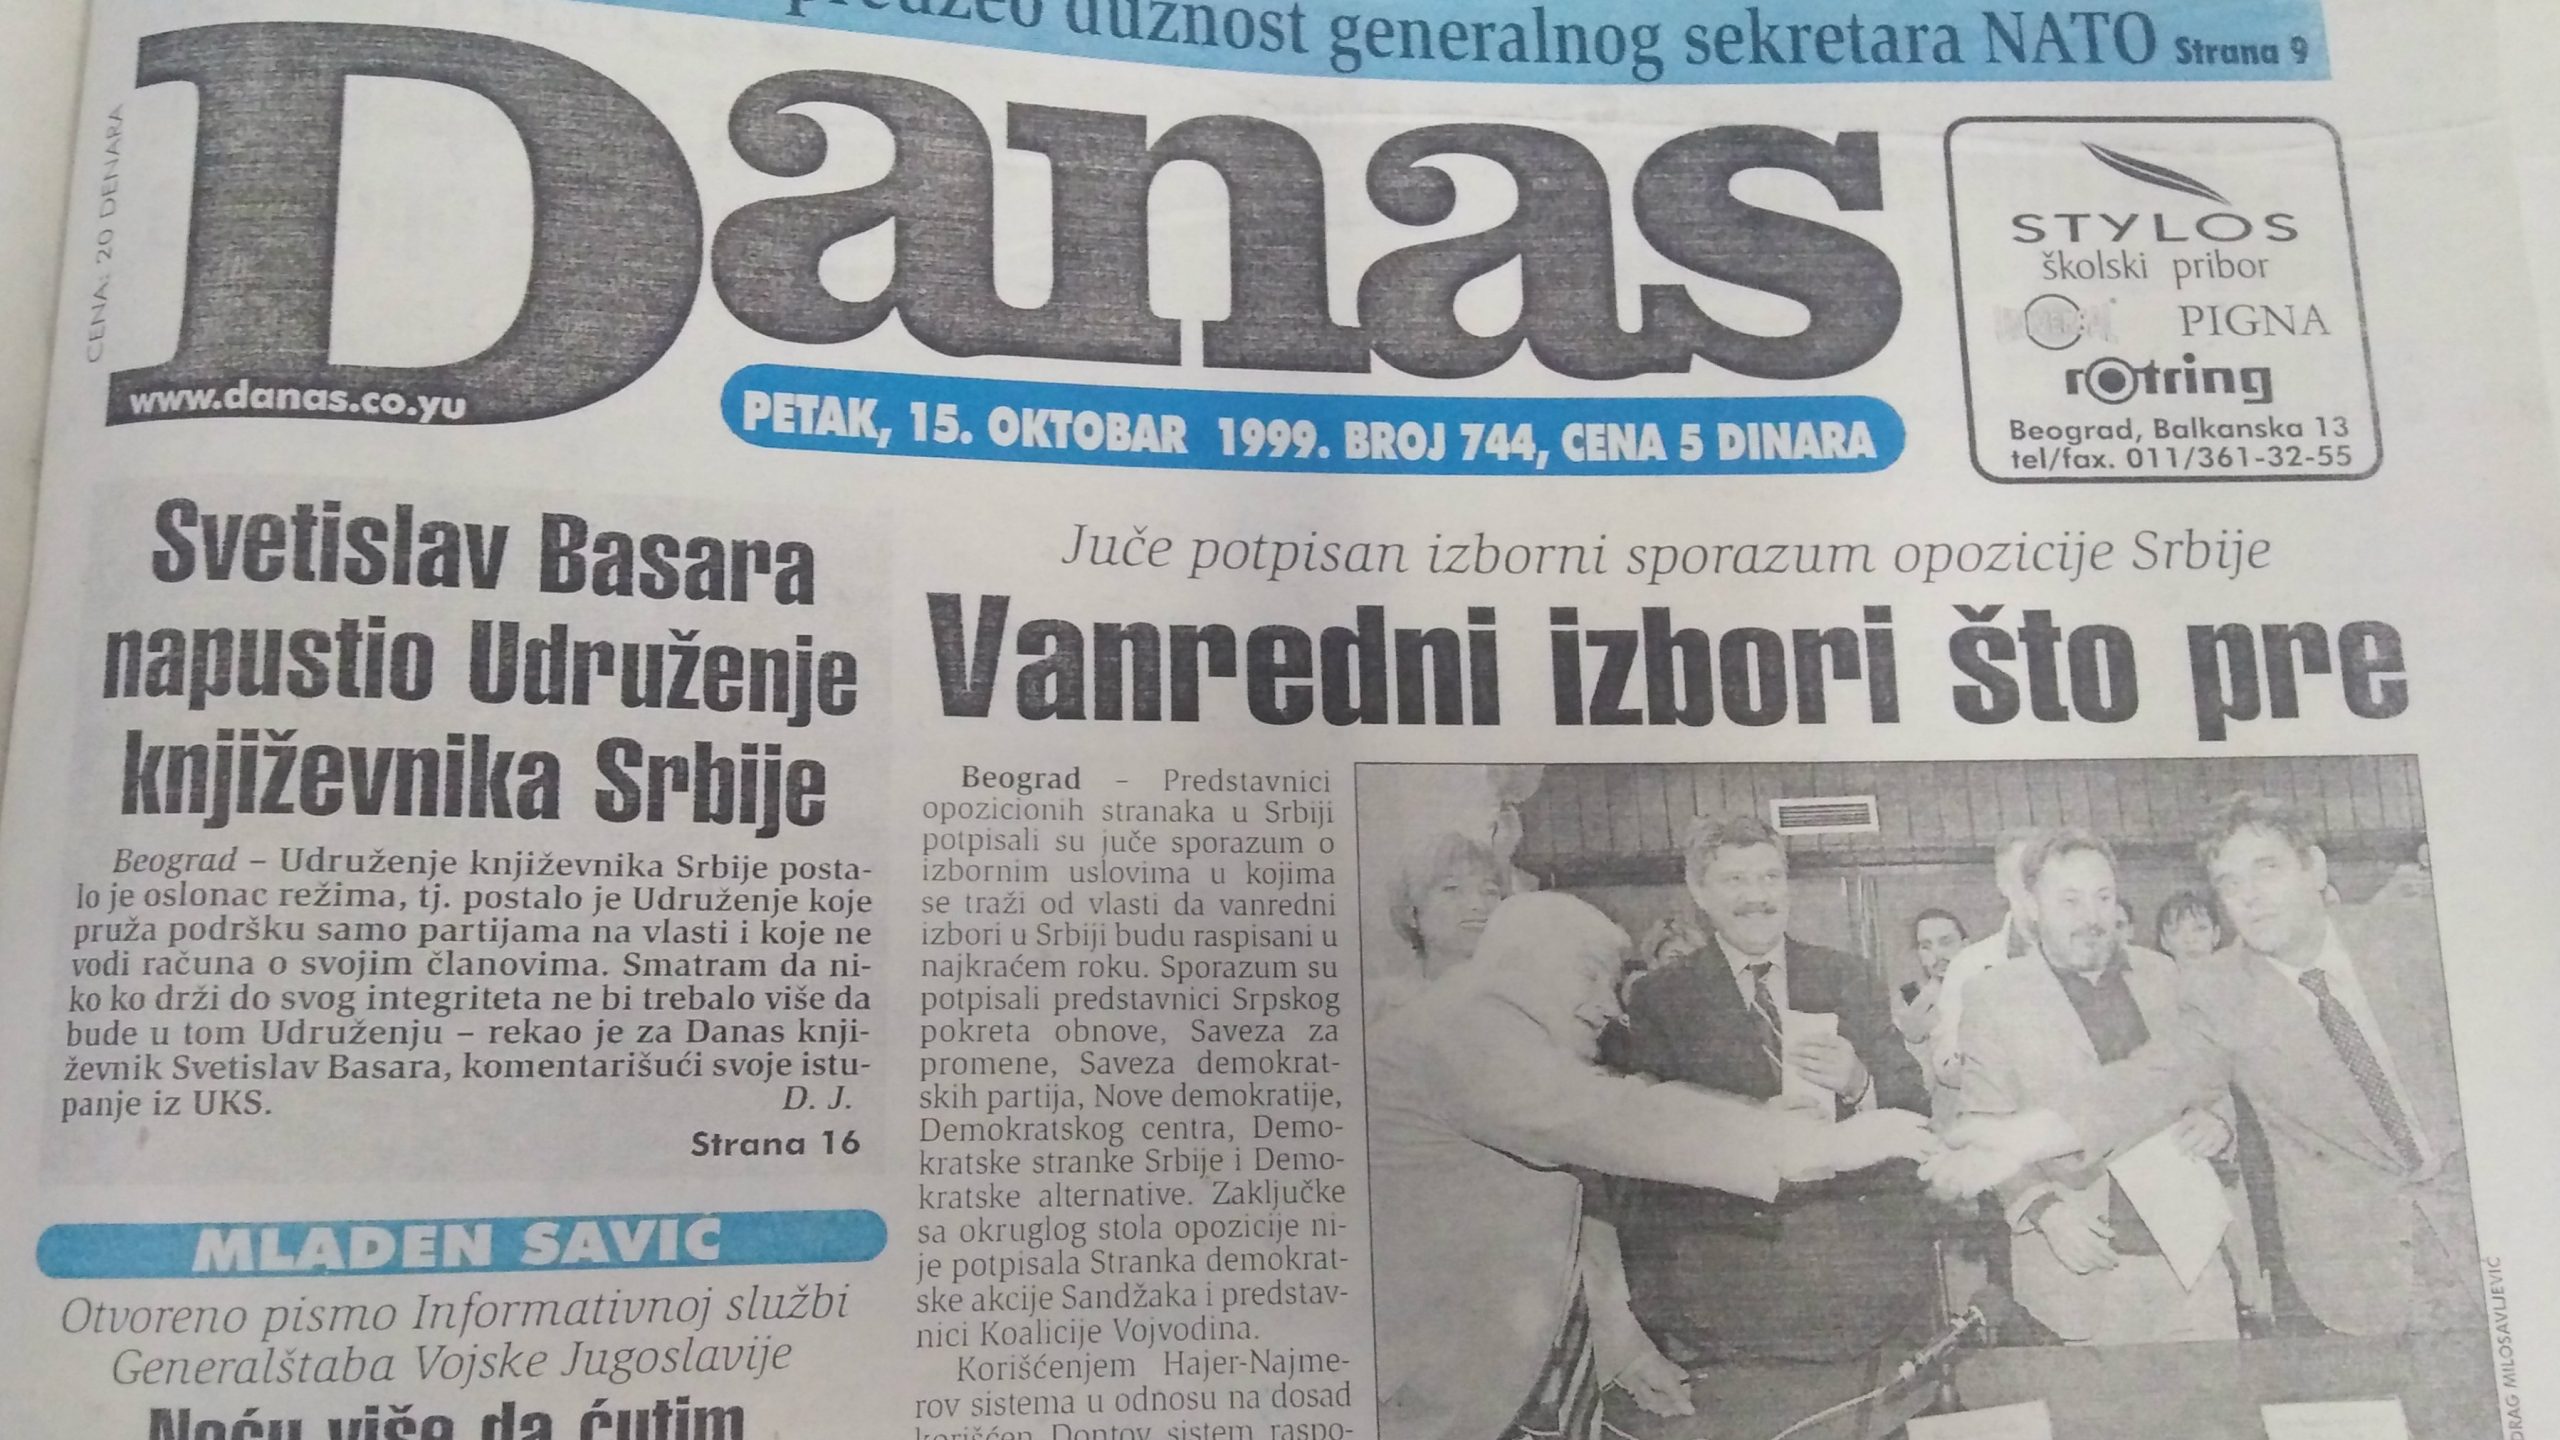 dužnost generalnog sekretara NATO Strana 9
CENA: 20 DENARA
Danas
www.danas.co.yu
PETAK, 15. OKTOBAR 1999. BROJ 744, CENA 5 DINARA
STYLOS
školski pribor
PIGNA
rotring
Beograd, Balkanska 13
tel/fax. 011/361-32-55
Svetislav Basara
napustio Udruženje
književnika Srbije
Beograd – Udruženje književnika Srbije posta-
lo je oslonac režima, tj. postalo je Udruženje koje
pruža podršku samo partijama na vlasti i koje ne
vodi računa o svojim članovima. Smatram da ni-
ko ko drži do svog integriteta ne bi trebalo više da
bude u tom Udruženju – rekao je za Danas knji-
ževnik Svetislav Basara, komentarišući svoje istu-
panje iz UKS.
D. J.
Strana 16
MLADEN SAVIĆ
Otvoreno pismo Informativnoj službi
Generalštaba Vojske Jugoslavije
Neću više da ćutim
Juče potpisan izborni sporazum opozicije Srbije
Vanredni izbori što pre
Beograd – Predstavnici
opozicionih stranaka u Srbiji
potpisali su juče sporazum o
izbornim uslovima u kojima
se traži od vlasti da vanredni
izbori u Srbiji budu raspisani u
najkraćem roku. Sporazum su
potpisali predstavnici Srpskog
pokreta obnove, Saveza za
promene, Saveza demokrat-
skih partija, Nove demokratije,
Demokratskog centra, Demo-
kratske stranke Srbije i Demo-
kratske alternative. Zaključke
sa okruglog stola opozicije ni-
je potpisala Stranka demokrat-
ske akcije Sandžaka i predstav-
nici Koalicije Vojvodina.
Korišćenjem Hajer-Najme-
rov sistema u odnosu na dosad
korišćen Dontov sistem raspo-
DRAG MILOSAVLJEVIĆ